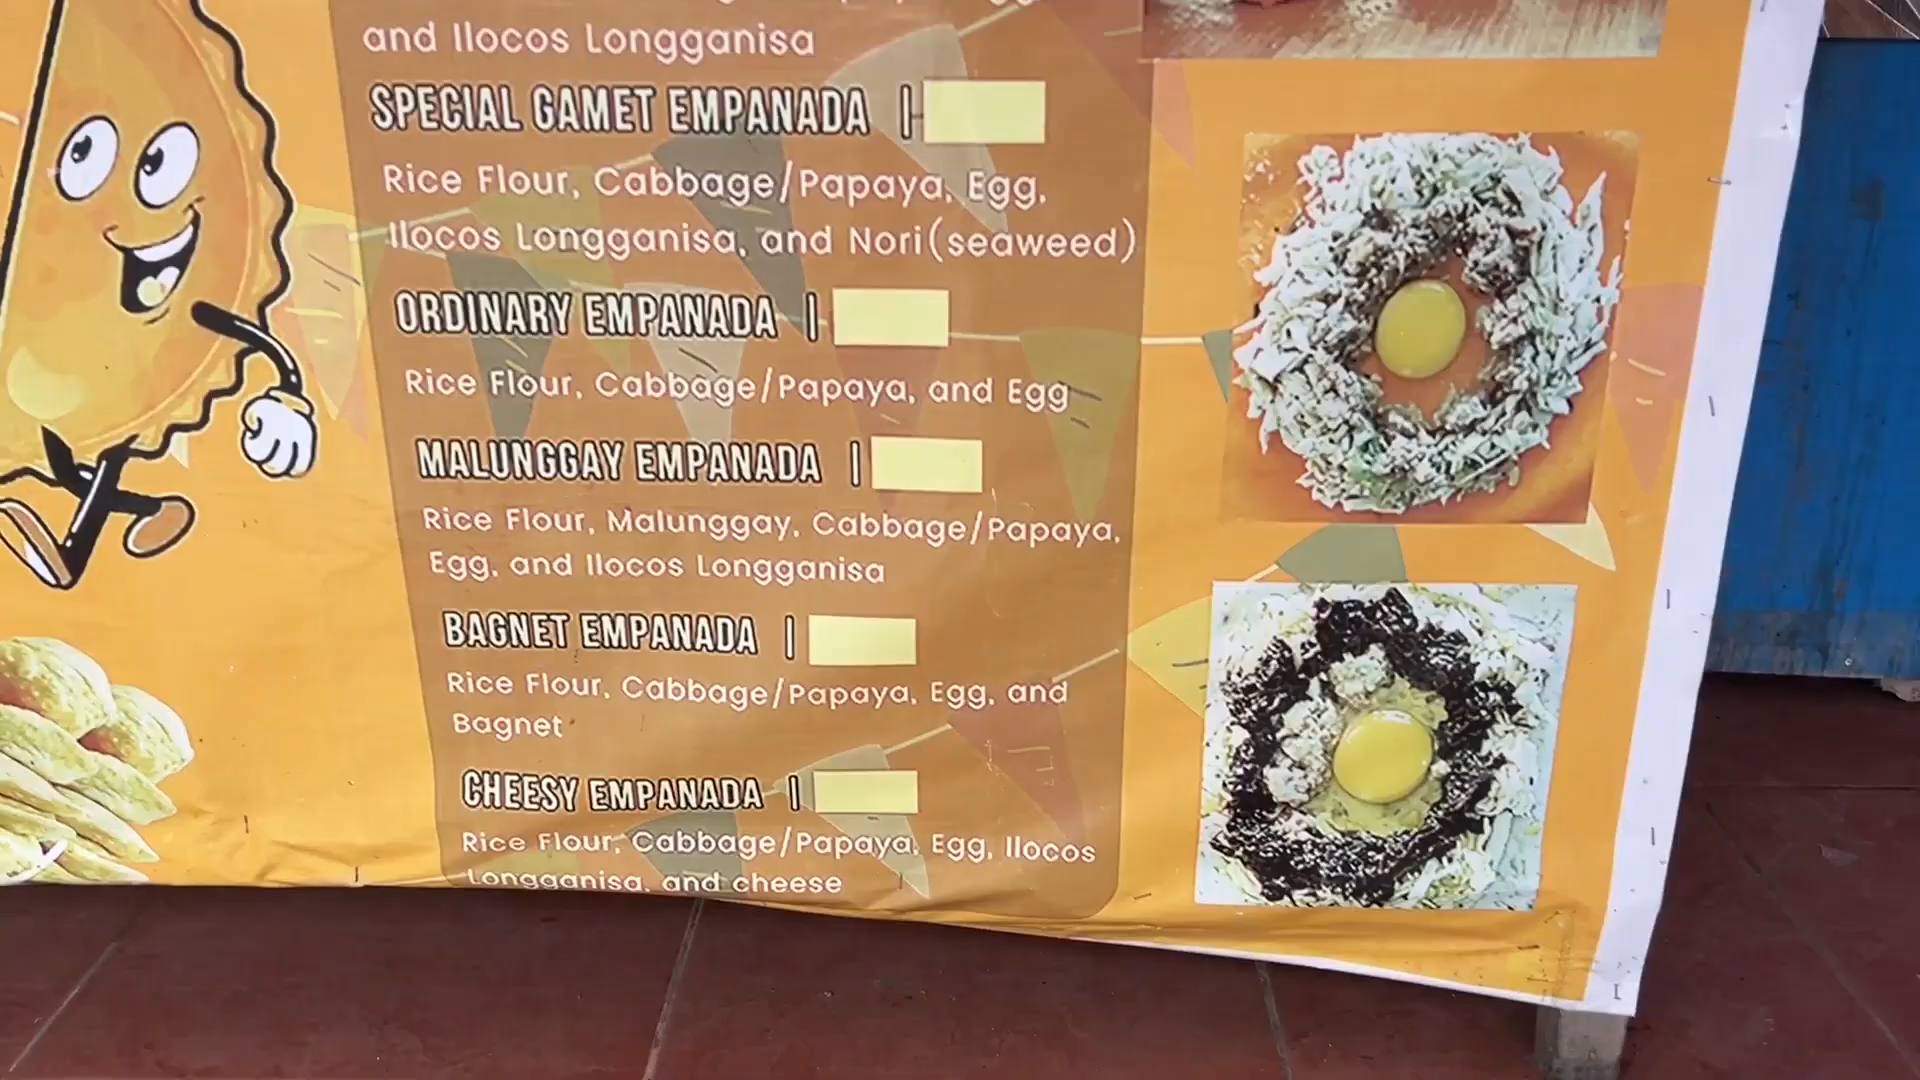 and Ilocos Longganisa
SPECIAL GAMET EMPANADA |
Rice Flour, Cabbage/Papaya, Egg,
Ilocos Longganisa, and Nori(seaweed)
ORDINARY EMPANADA |
Rice Flour, Cabbage/Papaya, and Egg
MALUNGGAY EMPANADA |
Rice Flour, Malunggay, Cabbage/Papaya,
Egg, and Ilocos Longganisa
BAGNET EMPANADA |
Rice Flour, Cabbage/Papaya, Egg, and
Bagnet
CHEESY EMPANADA |
Rice Flour, Cabbage/Papaya, Egg, Ilocos
Longganisa, and cheese